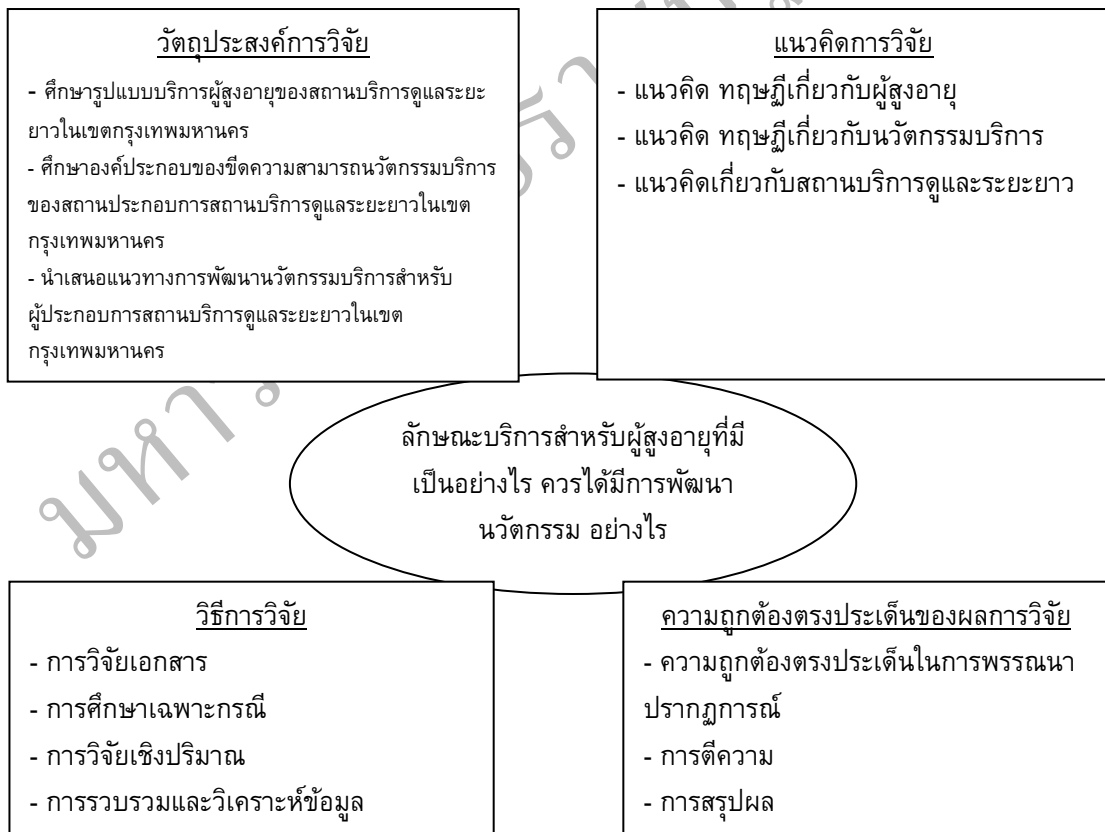 วัตถุประสงค์การวิจัย
- ศึกษารูปแบบบริการผู้สูงอายุของสถานบริการดูแลระยะ
ยาวในเขตกรุงเทพมหานคร
- ศึกษาองค์ประกอบของขีดความสามารถนวัตกรรมบริการ
ของสถานประกอบการสถานบริการดูแลระยะยาวในเขต
กรุงเทพมหานคร
- นำเสนอแนวทางการพัฒนานวัตกรรมบริการสำหรับ
ผู้ประกอบการสถานบริการดูแลระยะยาวในเขต
กรุงเทพมหานคร
แนวคิดการวิจัย
- แนวคิด ทฤษฎีเกี่ยวกับผู้สูงอายุ
- แนวคิด ทฤษฎีเกี่ยวกับนวัตกรรมบริการ
- แนวคิดเกี่ยวกับสถานบริการดูและระยะยาว
ลักษณะบริการสำหรับผู้สูงอายุที่มี
เป็นอย่างไร ควรได้มีการพัฒนา
นวัตกรรม อย่างไร
วิธีการวิจัย
- การวิจัยเอกสาร
- การศึกษาเฉพาะกรณี
- การวิจัยเชิงปริมาณ
- การรวบรวมและวิเคราะห์ข้อมูล
ความถูกต้องตรงประเด็นของผลการวิจัย
- ความถูกต้องตรงประเด็นในการพรรณนา
ปรากฏการณ์
- การตีความ
- การสรุปผล